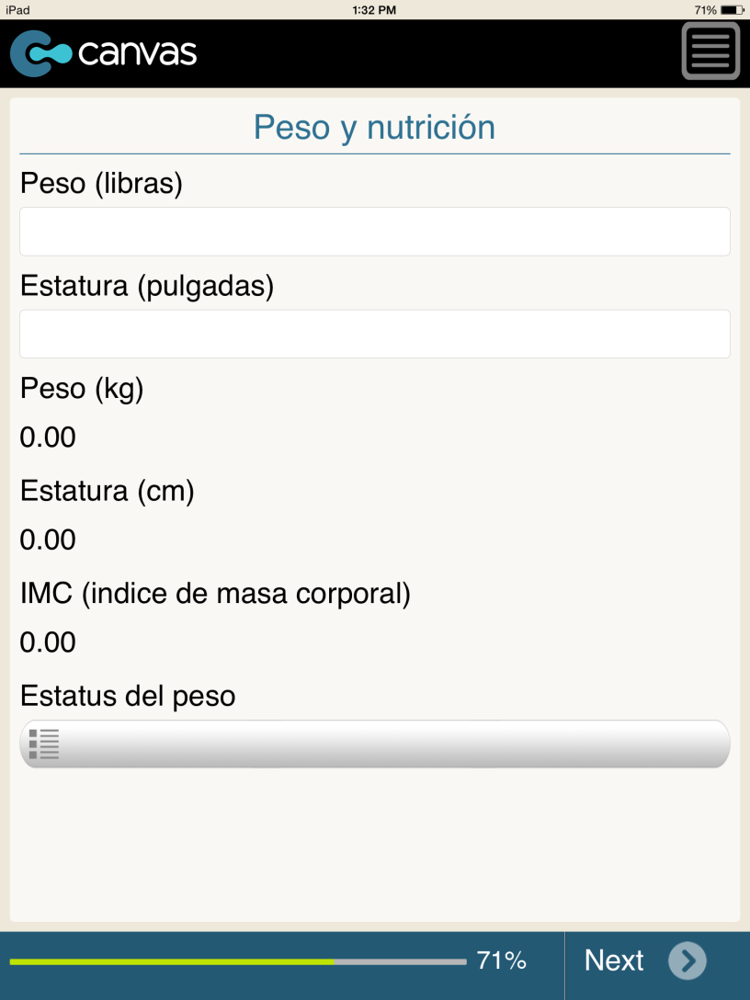 iPad 1:32 PM 71%
canvas
Peso y nutrición
Peso (libras)
Estatura (pulgadas)
Peso (kg)
0.00
Estatura (cm)
0.00
IMC (indice de masa corporal)
0.00
Estatus del peso
71% Next